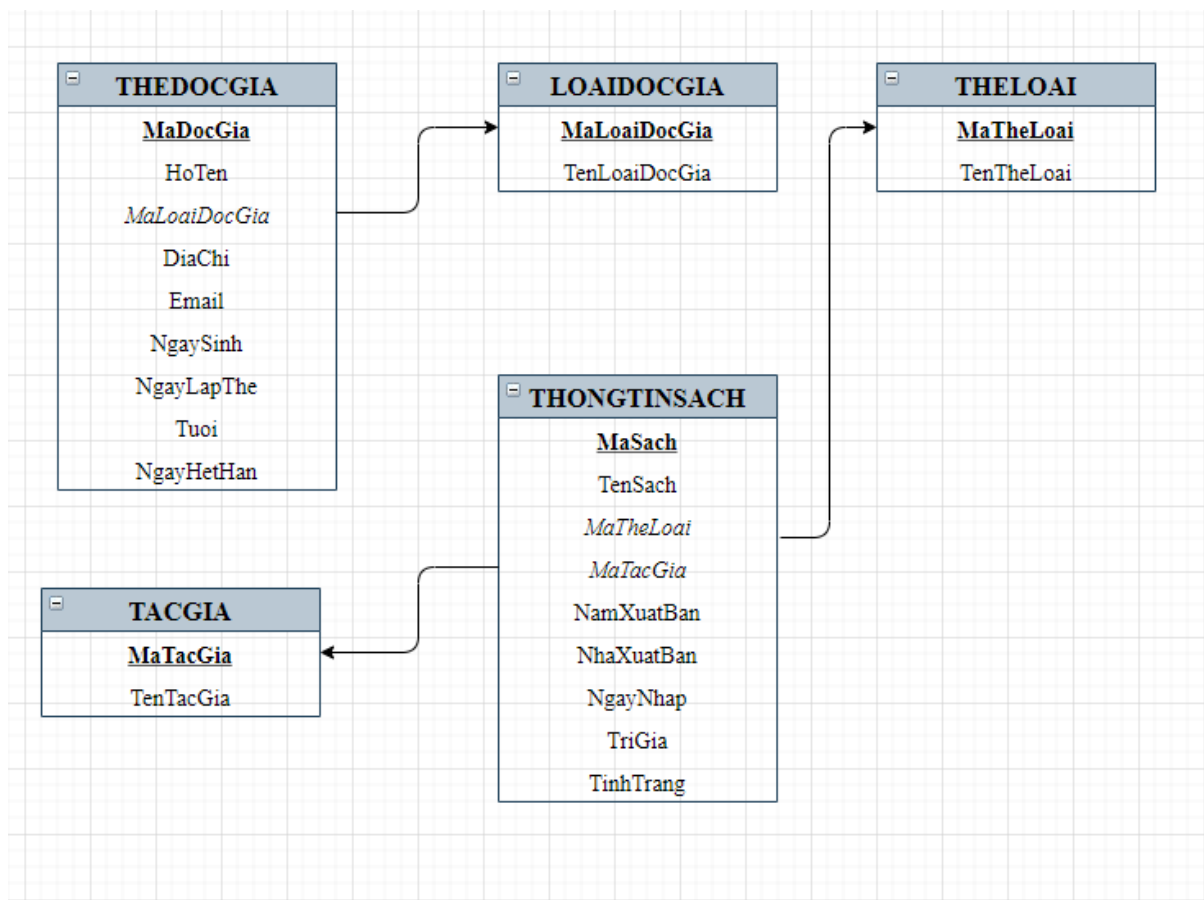 THEDOCGIA
MaDocGia
HoTen
MaLoaiDocGia
DiaChi
Email
NgaySinh
NgayLapThe
Tuoi
NgayHetHan
LOAIDOCGIA
MaLoaiDocGia
TenLoaiDocGia
THELOAI
MaTheLoai
TenTheLoai
THONGTINSACH
MaSach
TenSach
MaTheLoai
MaTacGia
NamXuatBan
NhaXuatBan
NgayNhap
TriGia
TinhTrang
TACGIA
MaTacGia
TenTacGia